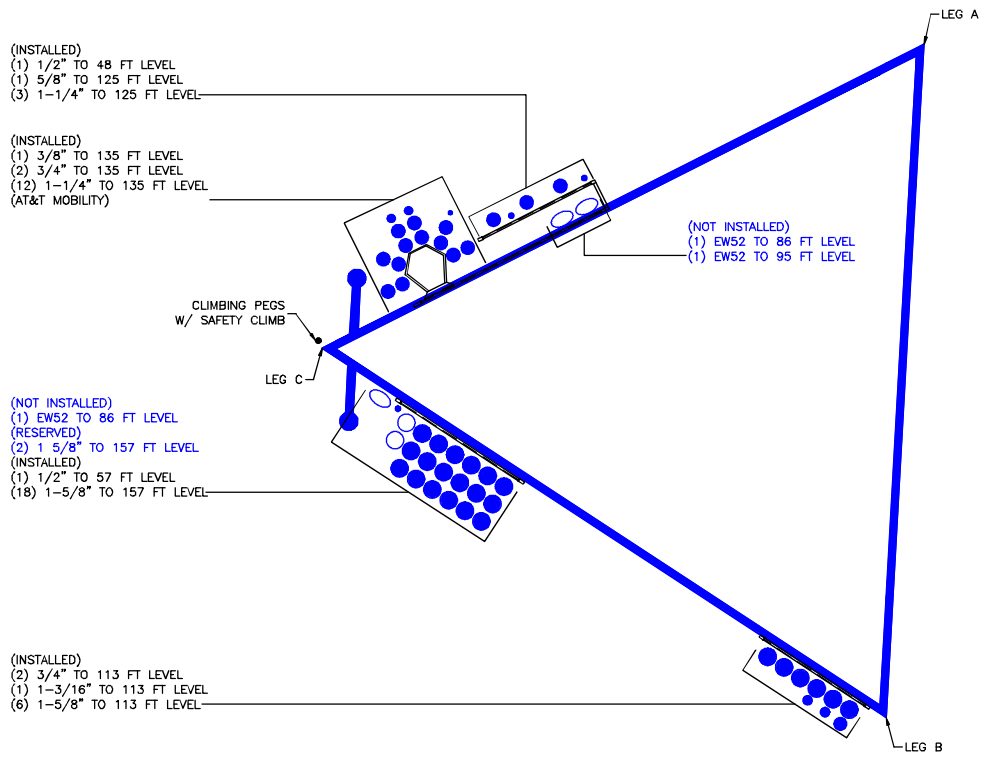 LEG A
(INSTALLED)
(1) 1/2" TO 48 FT LEVEL
(1) 5/8" TO 125 FT LEVEL
(3) 1-1/4" TO 125 FT LEVEL
(INSTALLED)
(1) 3/8" TO 135 FT LEVEL
(2) 3/4" TO 135 FT LEVEL
(12) 1-1/4" TO 135 FT LEVEL
(AT&T MOBILITY)
(NOT INSTALLED)
(1) EW52 TO 86 FT LEVEL
(1) EW52 TO 95 FT LEVEL
CLIMBING PEGS
W/ SAFETY CLIMB
LEG C
(NOT INSTALLED)
(1) EW52 TO 86 FT LEVEL
(RESERVED)
(2) 1 5/8" TO 157 FT LEVEL
(INSTALLED)
(1) 1/2" TO 57 FT LEVEL
(18) 1-5/8" TO 157 FT LEVEL
(INSTALLED)
(2) 3/4" TO 113 FT LEVEL
(1) 1-3/16" TO 113 FT LEVEL
(6) 1-5/8" TO 113 FT LEVEL
LEG B